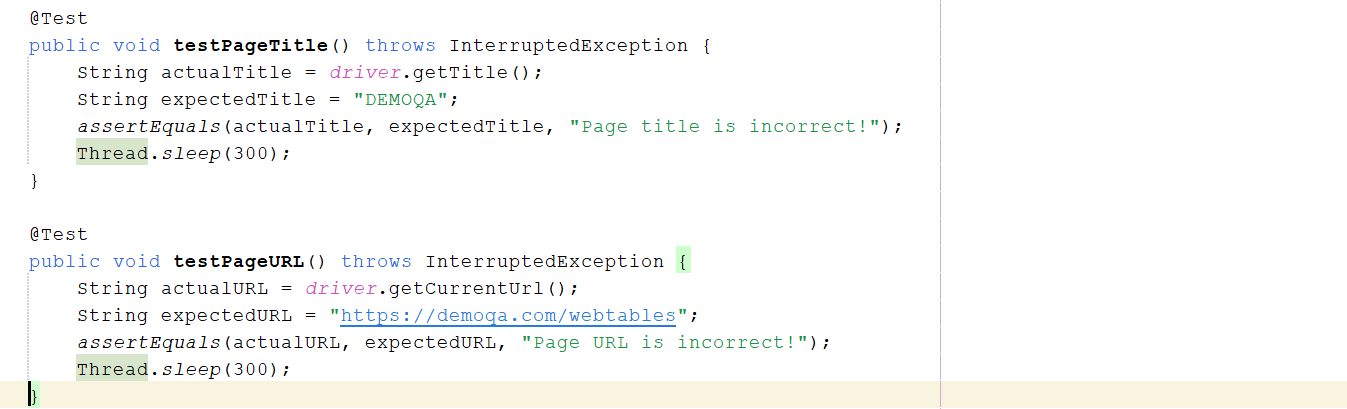 @Test
public void testPageTitle() throws InterruptedException {
    String actualTitle = driver.getTitle();
    String expectedTitle = "DEMOQA";
    assertEquals(actualTitle, expectedTitle, "Page title is incorrect!");
    Thread.sleep(300);
}

@Test
public void testPageURL() throws InterruptedException {
    String actualURL = driver.getCurrentUrl();
    String expectedURL = "https://demoqa.com/webtables";
    assertEquals(actualURL, expectedURL, "Page URL is incorrect!");
    Thread.sleep(300);
}